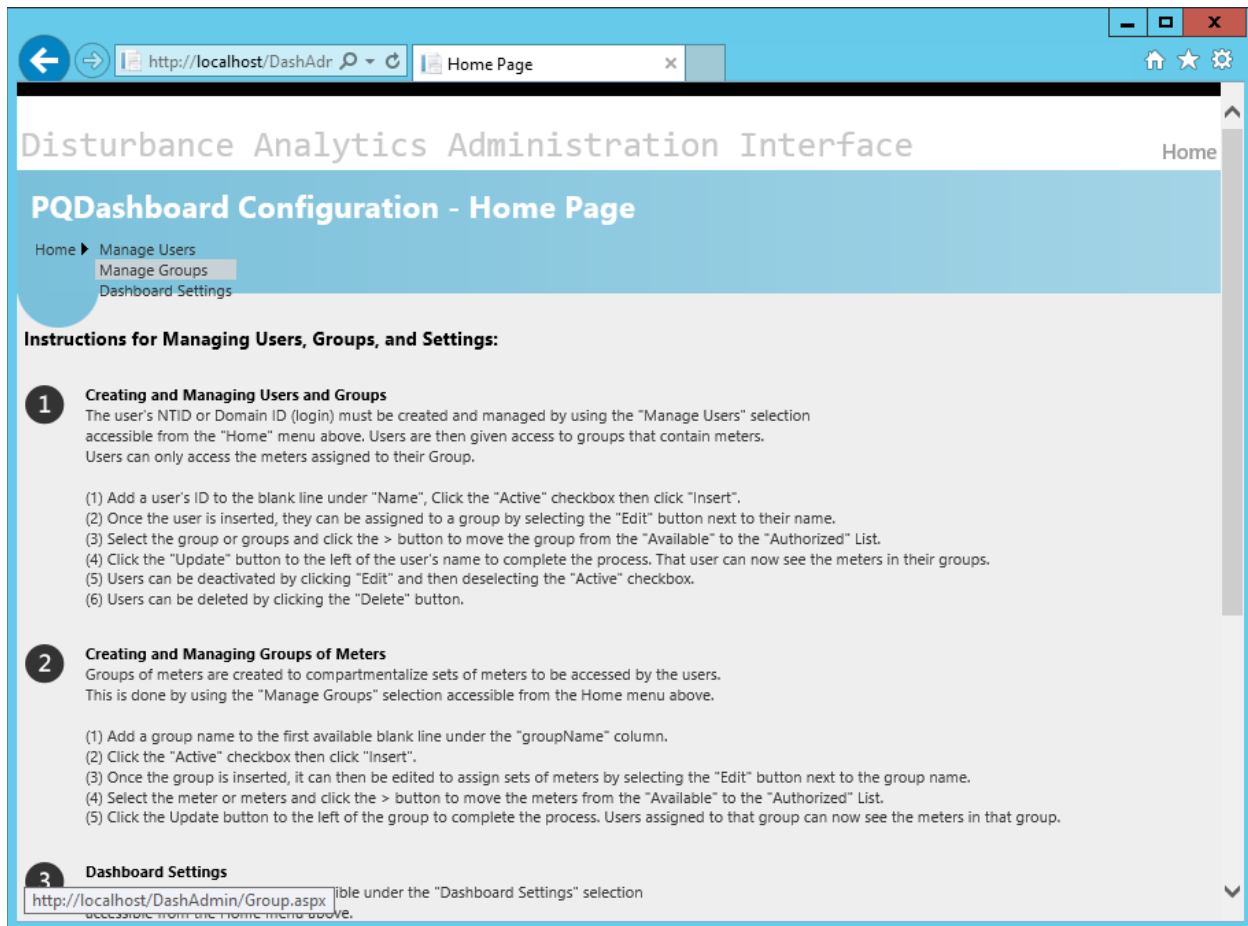 http://localhost/DashAdr
Home Page
Disturbance Analytics Administration Interface
Home
PQDashboard Configuration - Home Page
Home
Manage Users
Manage Groups
Dashboard Settings
Instructions for Managing Users, Groups, and Settings:
1
Creating and Managing Users and Groups
The user's NTID or Domain ID (login) must be created and managed by using the "Manage Users" selection
accessible from the "Home" menu above. Users are then given access to groups that contain meters.
Users can only access the meters assigned to their Group.
(1) Add a user's ID to the blank line under "Name", Click the "Active" checkbox then click "Insert".
(2) Once the user is inserted, they can be assigned to a group by selecting the "Edit" button next to their name.
(3) Select the group or groups and click the > button to move the group from the "Available" to the "Authorized" List.
(4) Click the "Update" button to the left of the user's name to complete the process. That user can now see the meters in their groups.
(5) Users can be deactivated by clicking "Edit" and then deselecting the "Active" checkbox.
(6) Users can be deleted by clicking the "Delete" button.
2
Creating and Managing Groups of Meters
Groups of meters are created to compartmentalize sets of meters to be accessed by the users.
This is done by using the "Manage Groups" selection accessible from the Home menu above.
(1) Add a group name to the first available blank line under the "groupName" column.
(2) Click the "Active" checkbox then click "Insert".
(3) Once the group is inserted, it can then be edited to assign sets of meters by selecting the "Edit" button next to the group name.
(4) Select the meter or meters and click the > button to move the meters from the "Available" to the "Authorized" List.
(5) Click the Update button to the left of the group to complete the process. Users assigned to that group can now see the meters in that group.
3
Dashboard Settings
ible under the "Dashboard Settings" selection
http://localhost/DashAdmin/Group.aspx
accessible from the Home menu above.